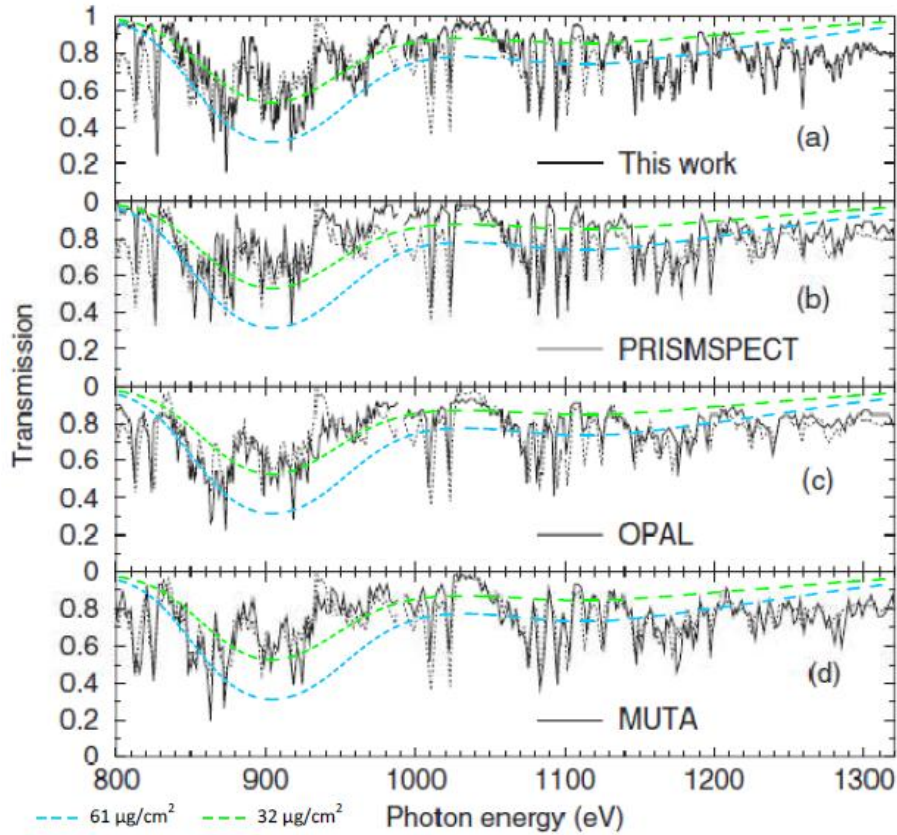 1
0.8
0.6
0.4
0.2
(a)
This work
0
0.8
0.6
0.4
0.2
(b)
PRISMSPECT
0
0.8
0.6
0.4
0.2
(c)
OPAL
0
0.8
0.6
0.4
0.2
(d)
MUTA
0
Transmission
800 900 1000 1100 1200 1300
Photon energy (eV)
61 µg/cm² 32 µg/cm²